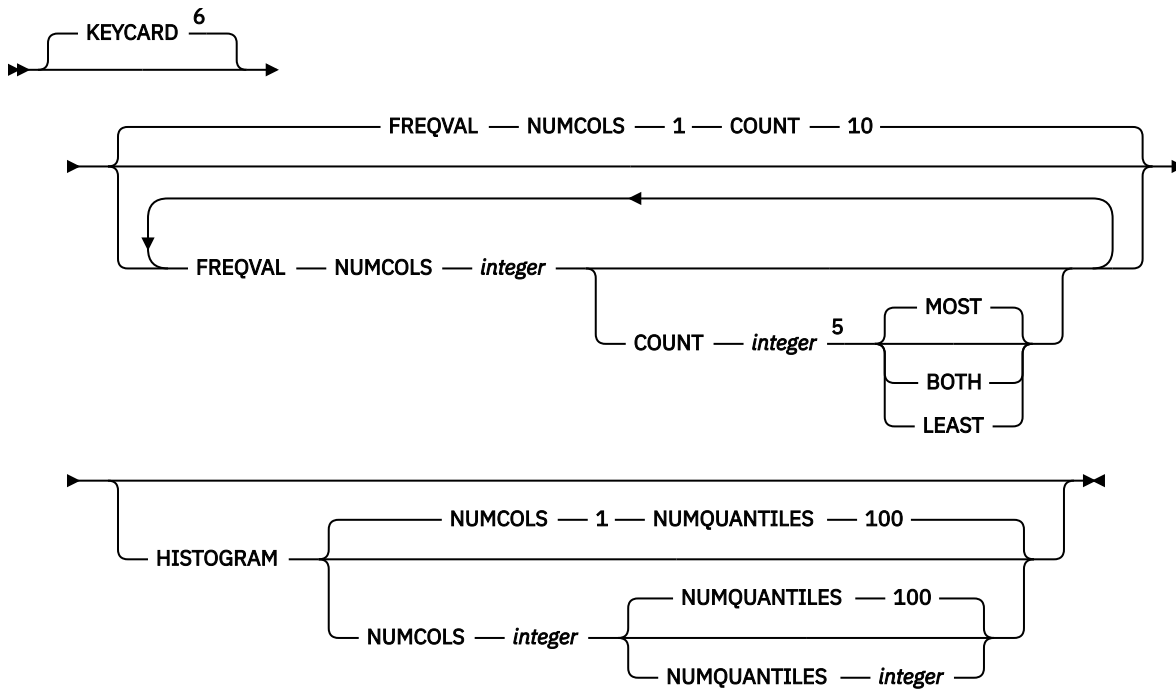 6
KEYCARD
FREQVAL NUMCOLS 1 COUNT 10
FREQVAL NUMCOLS integer
MOST
5
COUNT integer
BOTH
LEAST
NUMCOLS 1 NUMQUANTILES 100
HISTOGRAM
NUMQUANTILES 100
NUMCOLS integer
NUMQUANTILES integer